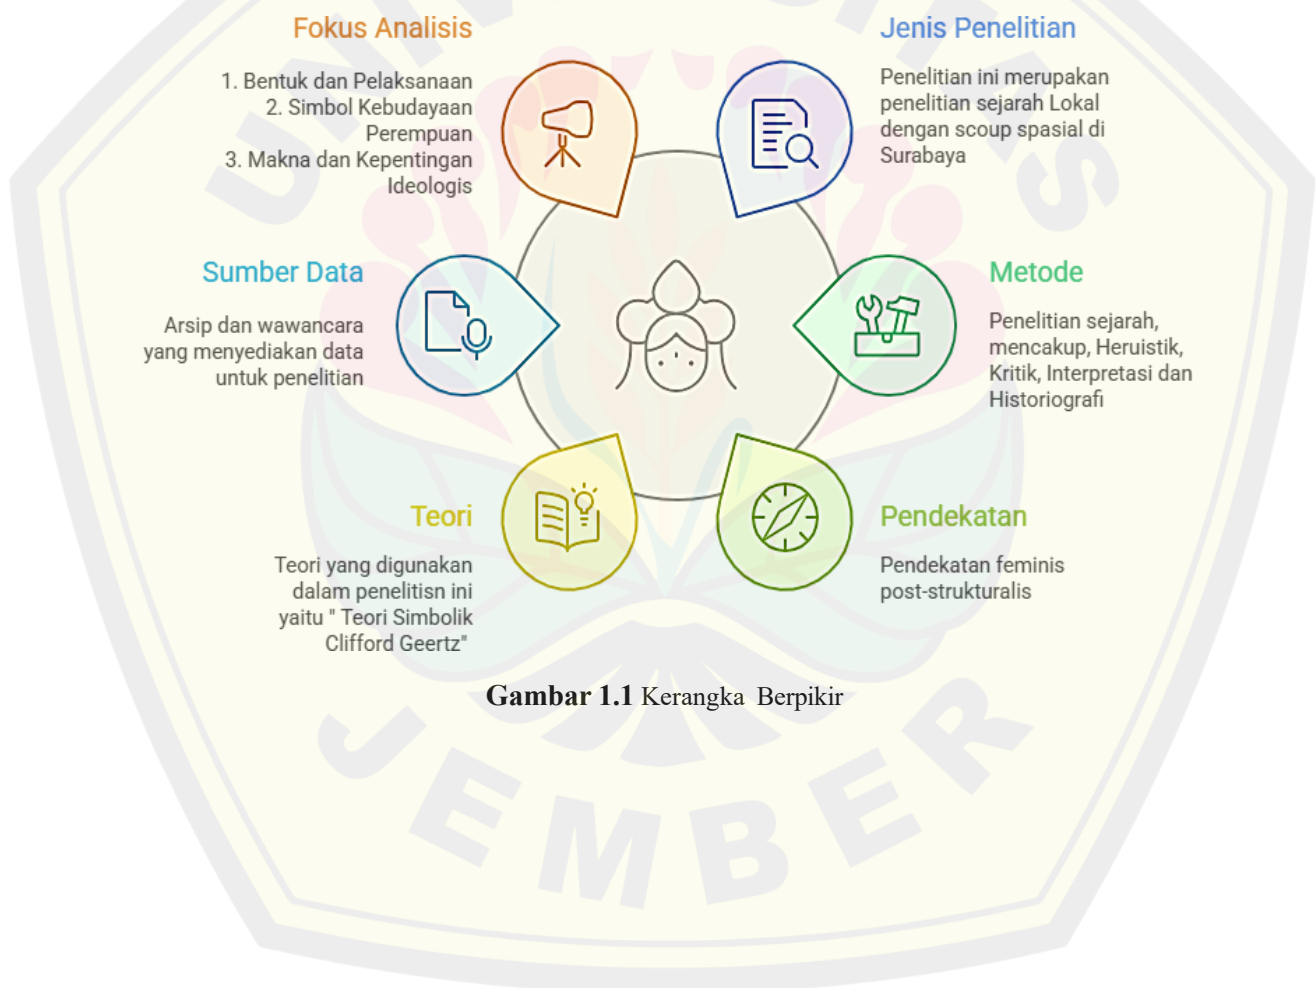 Fokus Analisis
1. Bentuk dan Pelaksanaan
2. Simbol Kebudayaan
Perempuan
3. Makna dan Kepentingan
Ideologis
Jenis Penelitian
Penelitian ini merupakan
penelitian sejarah Lokal
dengan scoup spasial di
Surabaya
Sumber Data
Arsip dan wawancara
yang menyediakan data
untuk penelitian
Metode
Penelitian sejarah,
mencakup, Heruistik,
Kritik, Interpretasi dan
Historiografi
Teori
Teori yang digunakan
dalam penelitisn ini
yaitu " Teori Simbolik
Clifford Geertz"
Pendekatan
Pendekatan feminis
post-strukturalis
Gambar 1.1 Kerangka Berpikir
JEMBER